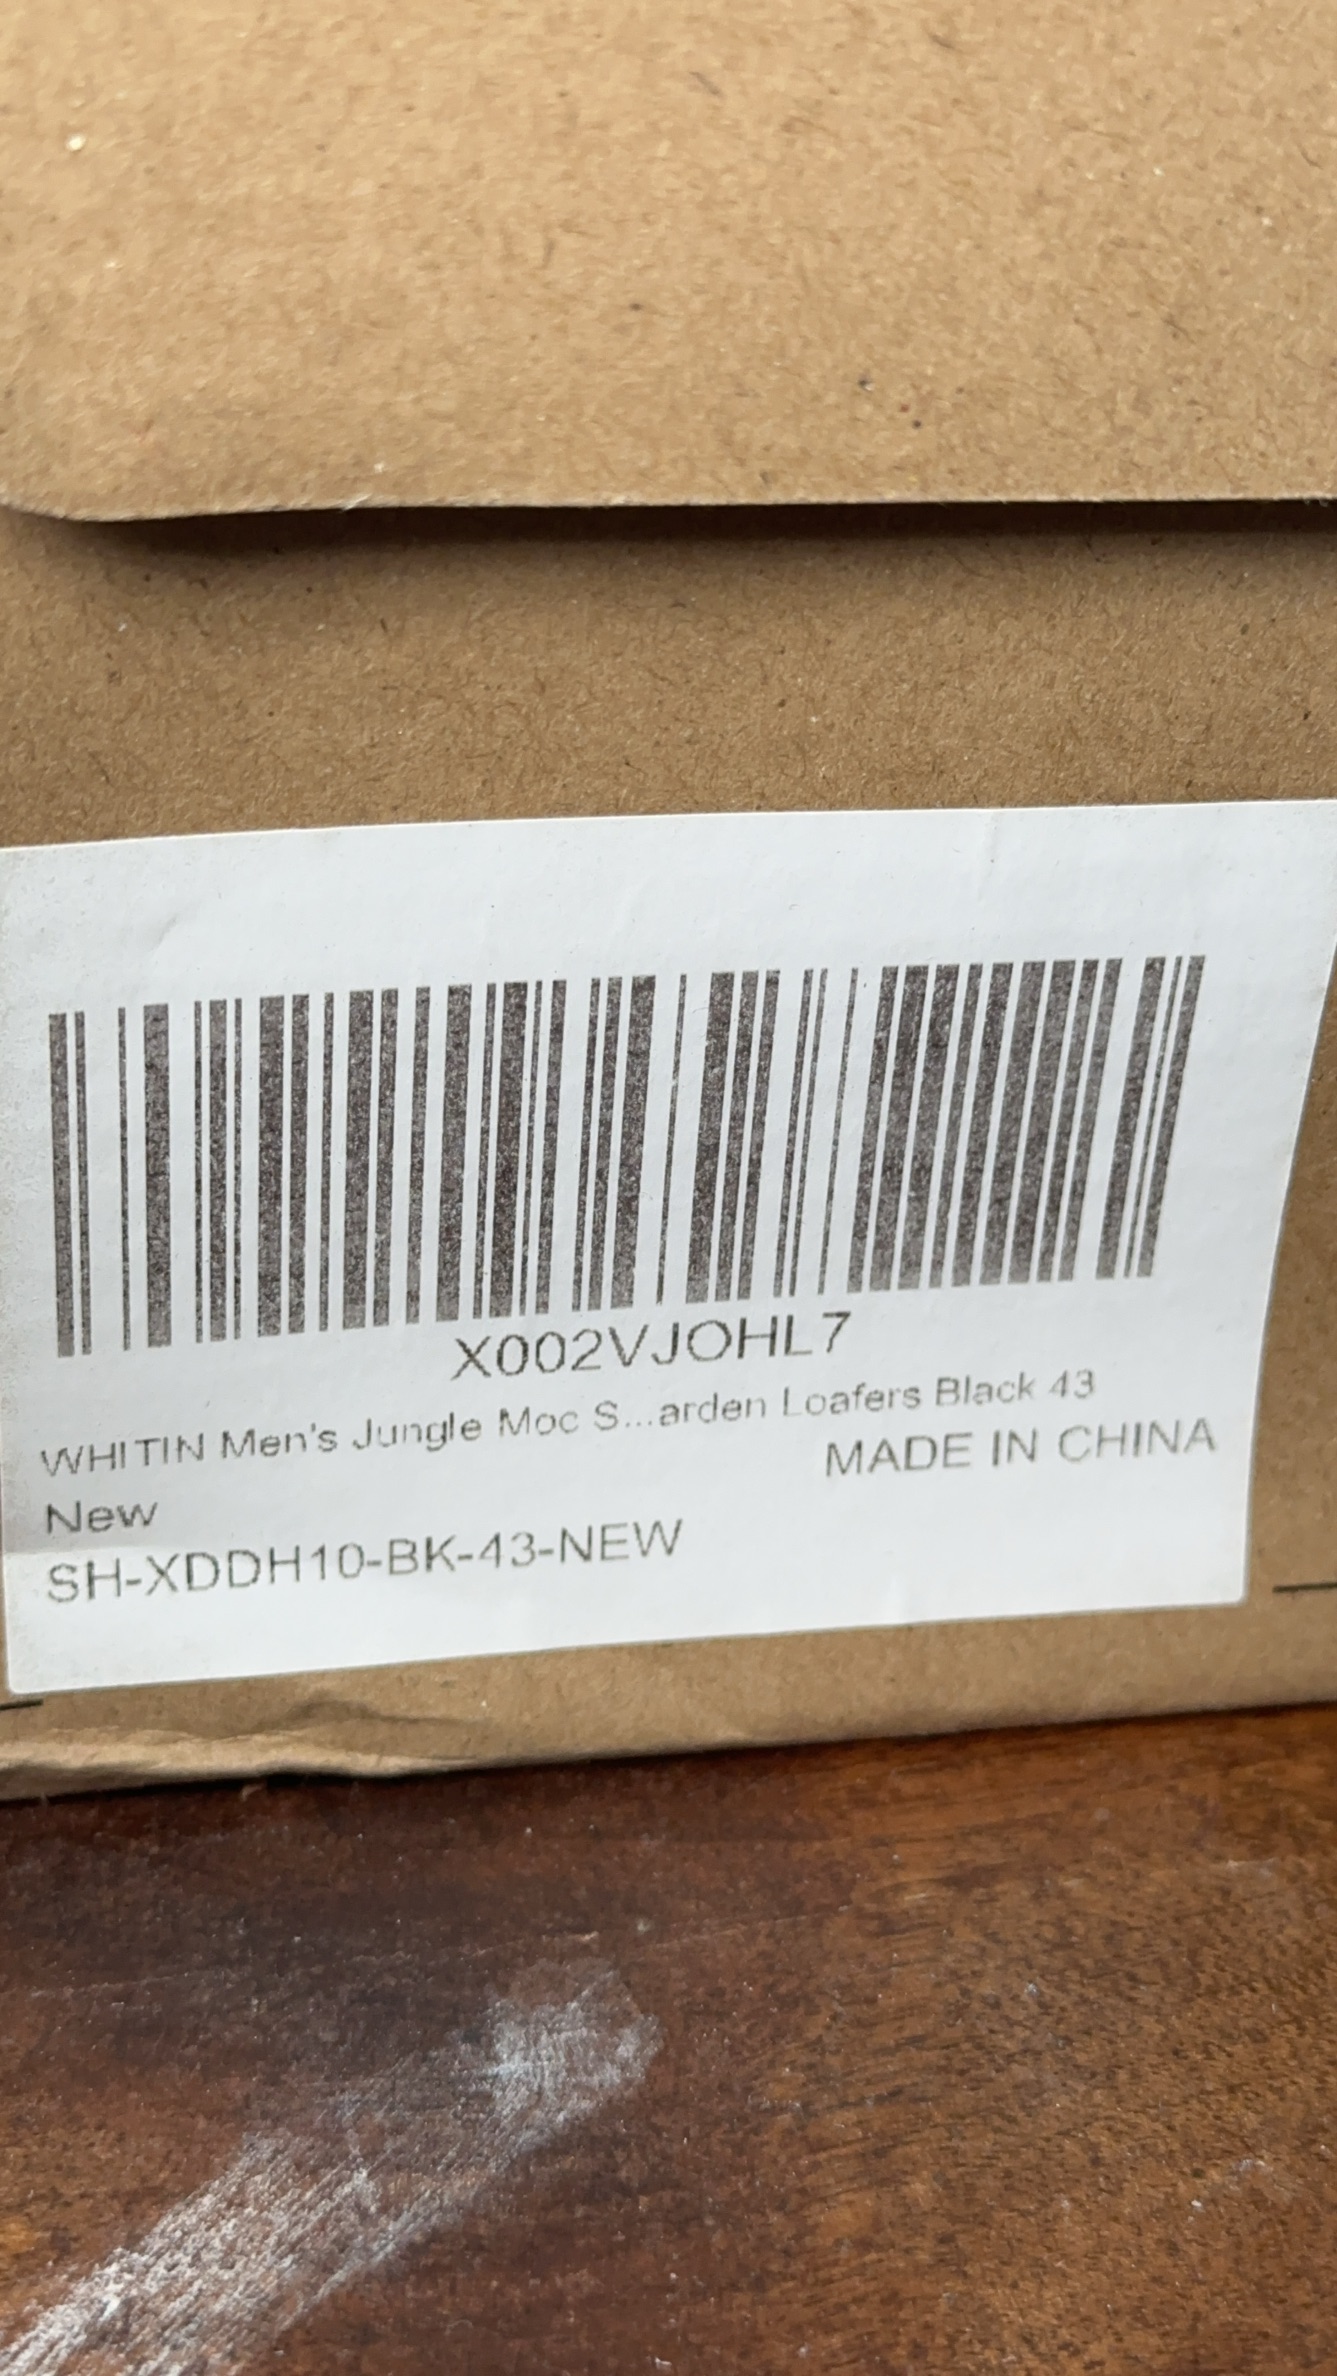 X002VJOHL7
WHITIN Men's Jungle Moc S...arden Loafers Black 43
New
MADE IN CHINA
SH-XDDH10-BK-43-NEW